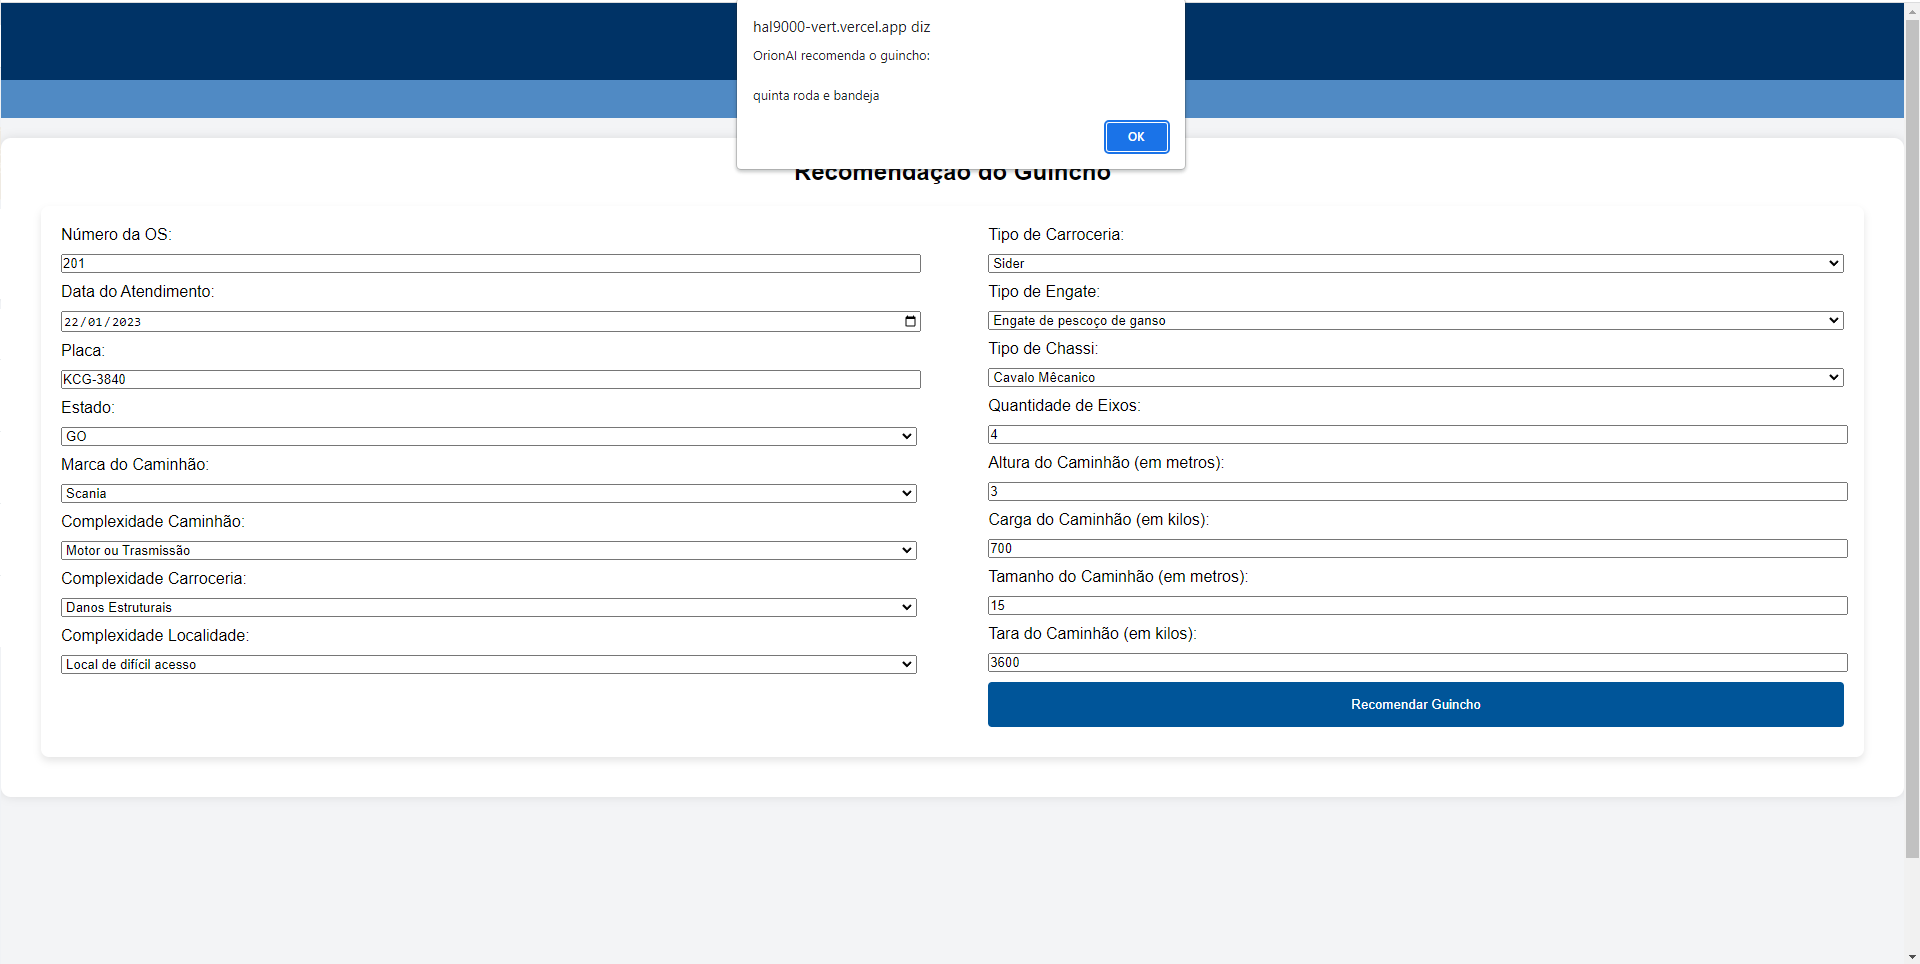 hal9000-vert.vercel.app diz
OrionAI recomenda o guincho:
quinta roda e bandeja
OK
Recomendação do Guincho
Número da OS:
201
Data do Atendimento:
22/01/2023
Placa:
KCG-3840
Estado:
GO
Marca do Caminhão:
Scania
Complexidade Caminhão:
Motor ou Trasmissão
Complexidade Carroceria:
Danos Estruturais
Complexidade Localidade:
Local de difícil acesso
Tipo de Carroceria:
Sider
Tipo de Engate:
Engate de pescoço de ganso
Tipo de Chassi:
Cavalo Mêcanico
Quantidade de Eixos:
4
Altura do Caminhão (em metros):
3
Carga do Caminhão (em kilos):
700
Tamanho do Caminhão (em metros):
15
Tara do Caminhão (em kilos):
3600
Recomendar Guincho